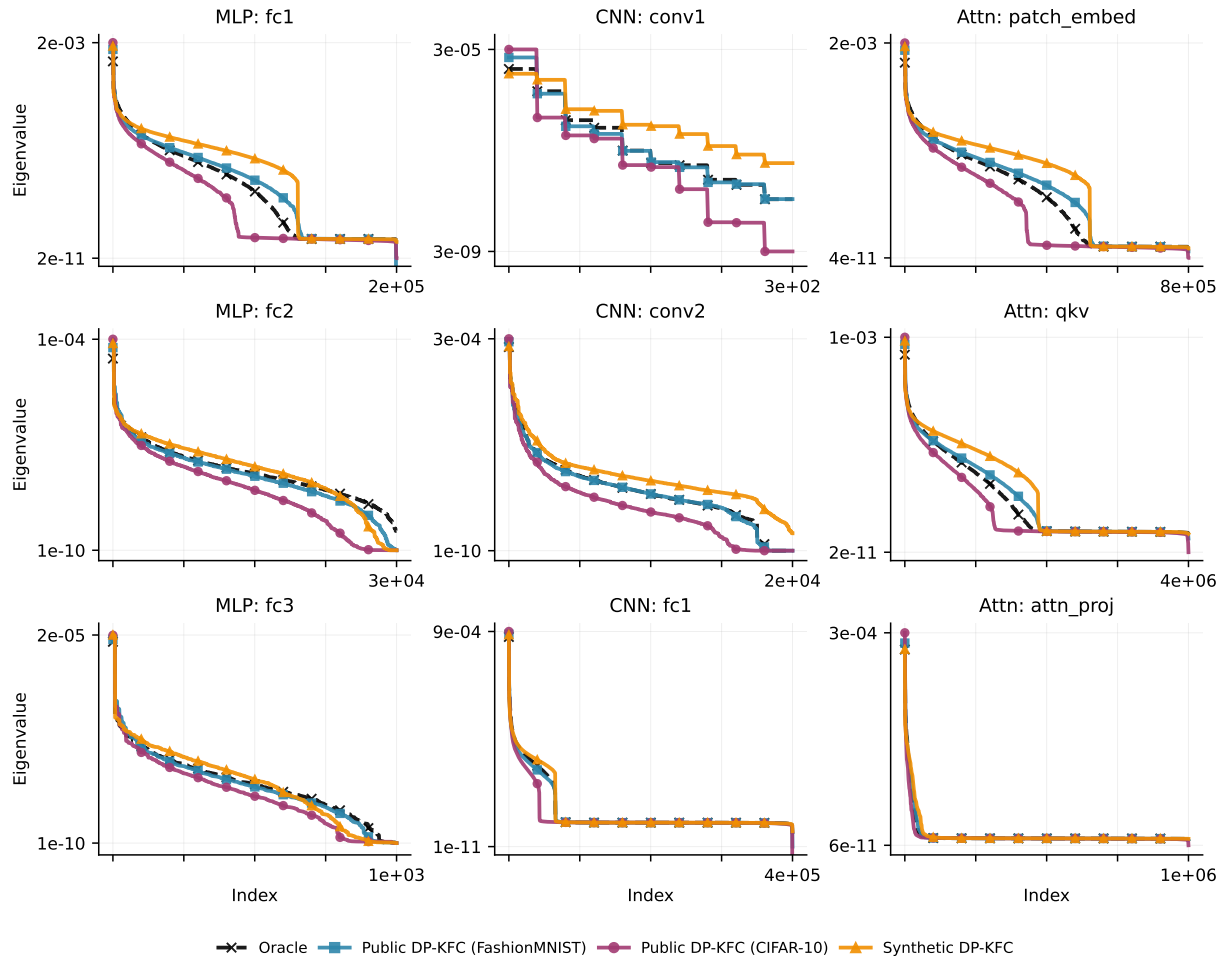 MLP: fc1
CNN: conv1
Attn: patch_embed
Eigenvalue
2e-03
2e-11
2e+05
3e-05
3e-09
3e+02
2e-03
4e-11
8e+05
MLP: fc2
CNN: conv2
Attn: qkv
Eigenvalue
1e-04
1e-10
3e+04
3e-04
1e-10
2e+04
1e-03
2e-11
4e+06
MLP: fc3
CNN: fc1
Attn: attn_proj
Eigenvalue
2e-05
1e-10
1e+03
9e-04
1e-11
4e+05
3e-04
6e-11
1e+06
Index
Index
Index
Oracle
Public DP-KFC (FashionMNIST)
Public DP-KFC (CIFAR-10)
Synthetic DP-KFC